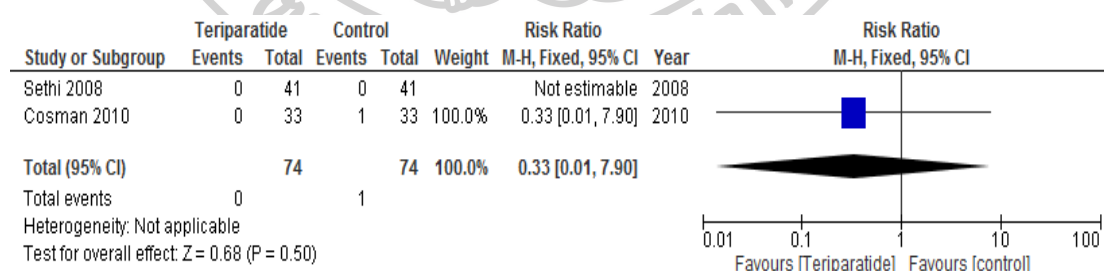 Teriparatide Control Risk Ratio Risk Ratio
Study or Subgroup Events Total Events Total Weight M-H, Fixed, 95% CI Year M-H, Fixed, 95% CI
Sethi 2008 0 41 0 41 Not estimable 2008
Cosman 2010 0 33 1 33 100.0% 0.33 [0.01, 7.90] 2010
Total (95% CI) 74 74 100.0% 0.33 [0.01, 7.90]
Total events 0 1
Heterogeneity: Not applicable
Test for overall effect: Z = 0.68 (P = 0.50)
0.01 0.1 1 10 100
Favours [Teriparatide] Favours [control]